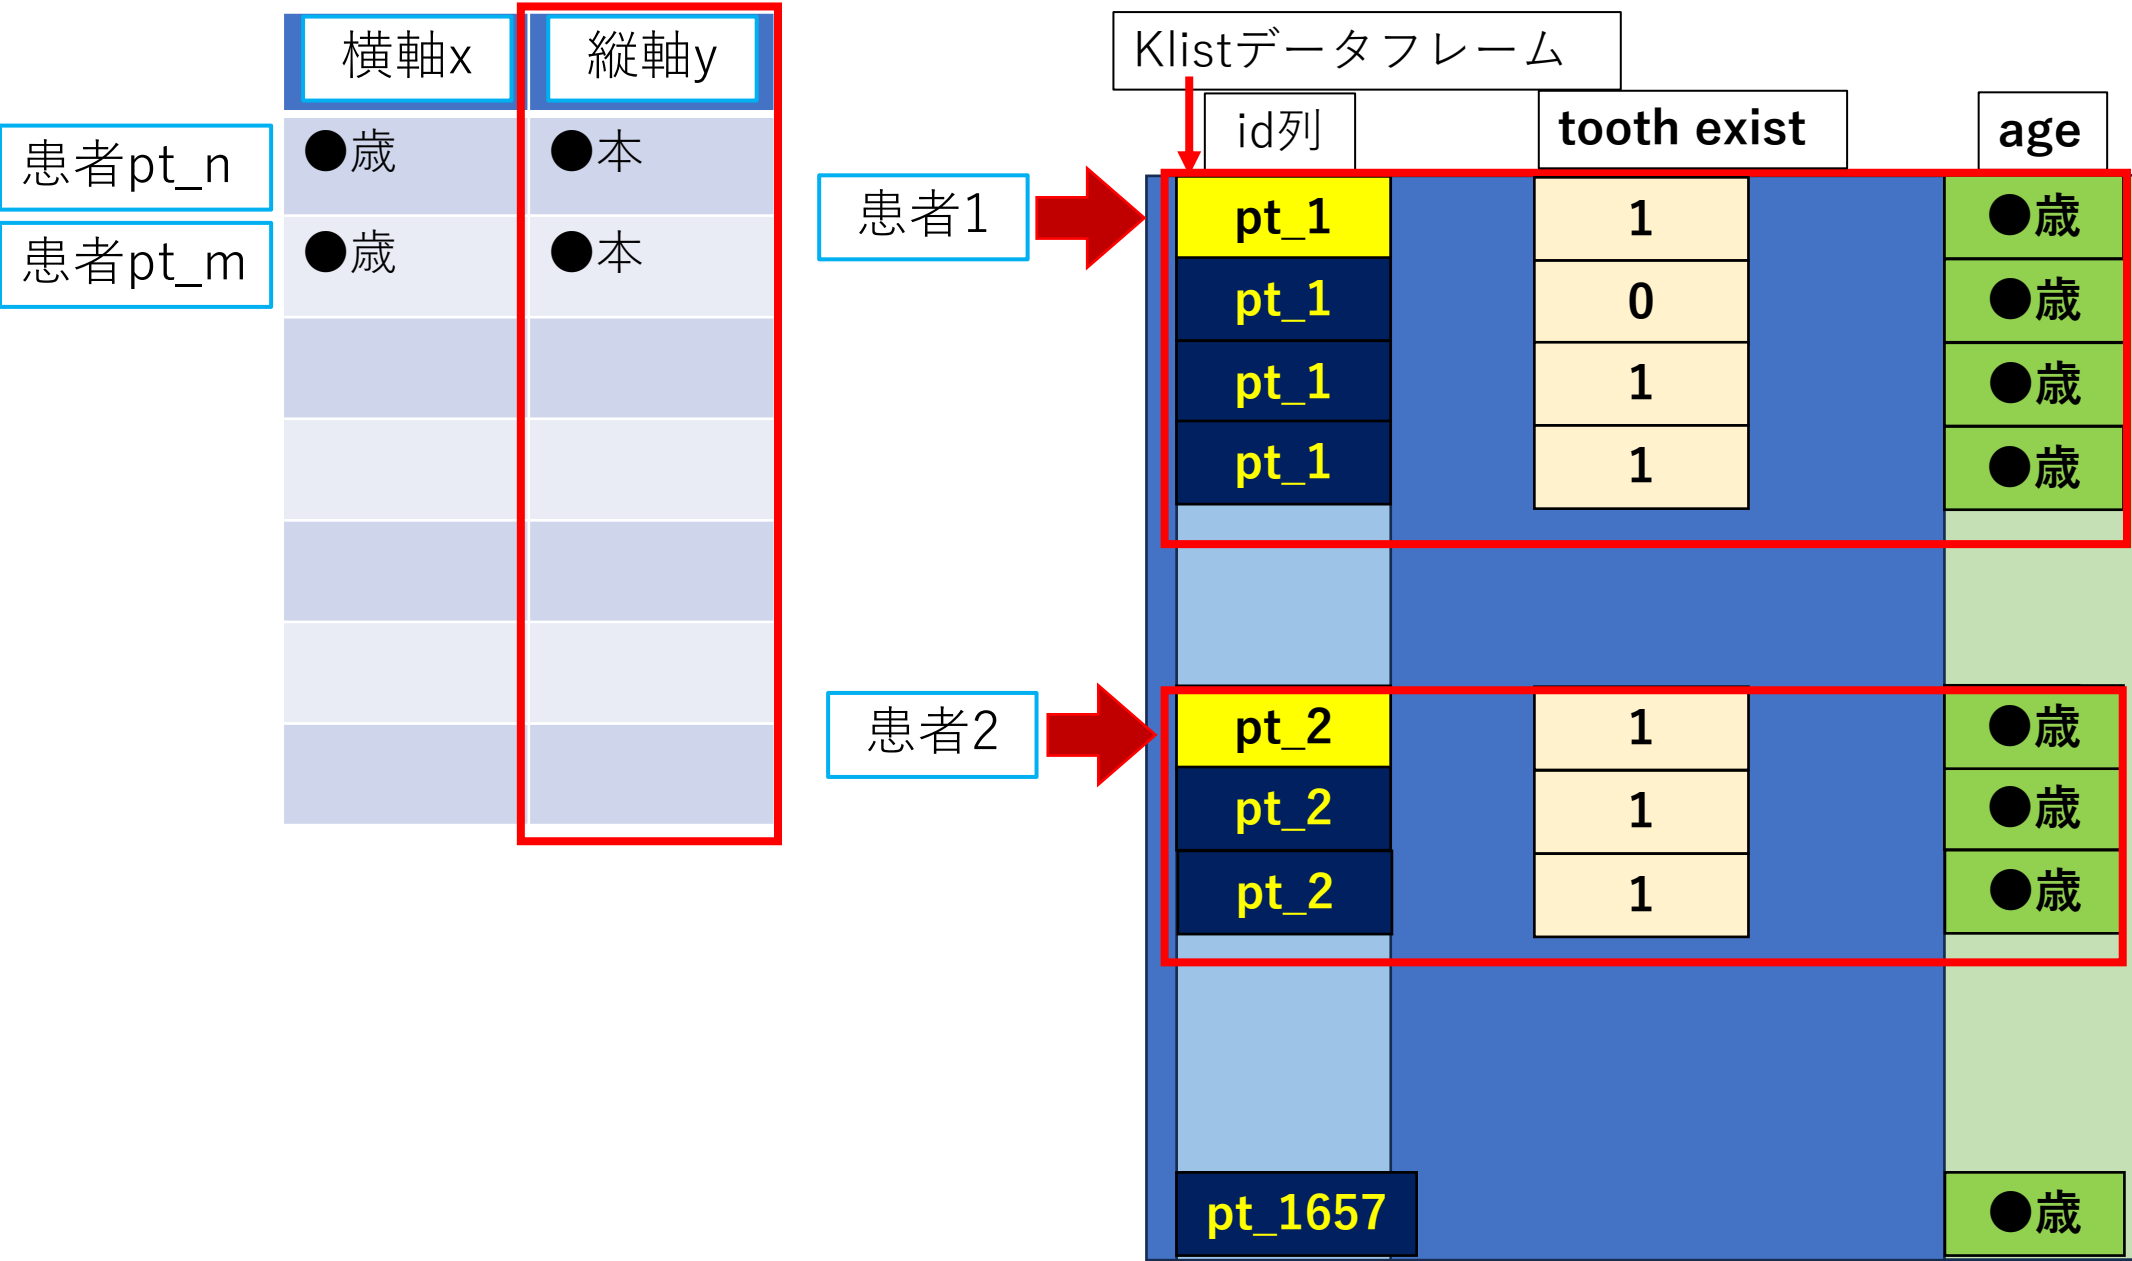 横軸x
縦軸y
患者pt_n
●歳
●本
患者pt_m
●歳
●本
Klistデータフレーム
id列
tooth exist
age
患者1
pt_1
1
●歳
pt_1
0
●歳
pt_1
1
●歳
pt_1
1
●歳
患者2
pt_2
1
●歳
pt_2
1
●歳
pt_2
1
●歳
pt_1657
●歳